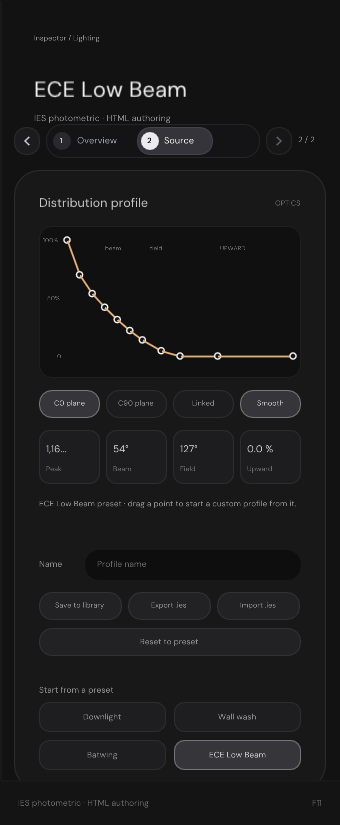 Inspector / Lighting
ECE Low Beam
IES photometric · HTML authoring
1 Overview 2 Source 2 / 2
Distribution profile OPTICS
100%
Beam Field UPWARD
0
C0 plane C90 plane Linked Smooth
1,16... 54° 127° 0.0 %
Peak Beam Field Upward
ECE Low Beam preset · drag a point to start a custom profile from it.
Name Profile name
Save to library Export .ies Import .ies
Reset to preset
Start from a preset
Downlight Wall wash
Batwing ECE Low Beam
IES photometric · HTML authoring F11